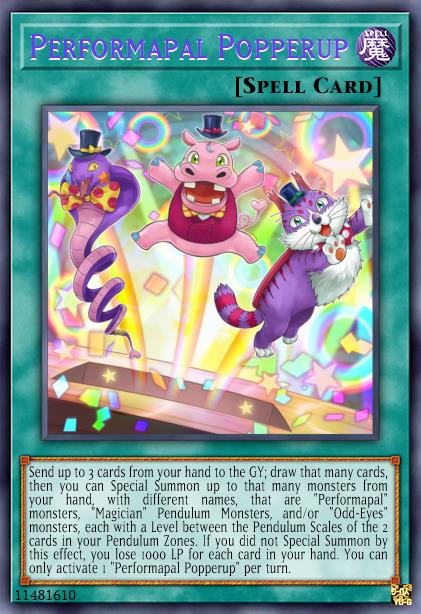 Performapal Popperup
SPELL
魔
[Spell Card]
Send up to 3 cards from your hand to the GY; draw that many cards,
then you can Special Summon up to that many monsters from
your hand, with different names, that are "Performapal"
monsters, "Magician" Pendulum Monsters, and/or "Odd-Eyes"
monsters, each with a Level between the Pendulum Scales of the 2
cards in your Pendulum Zones. If you did not Special Summon by
this effect, you lose 1000 LP for each card in your hand. You can
only activate 1 "Performapal Popperup" per turn.
11481610